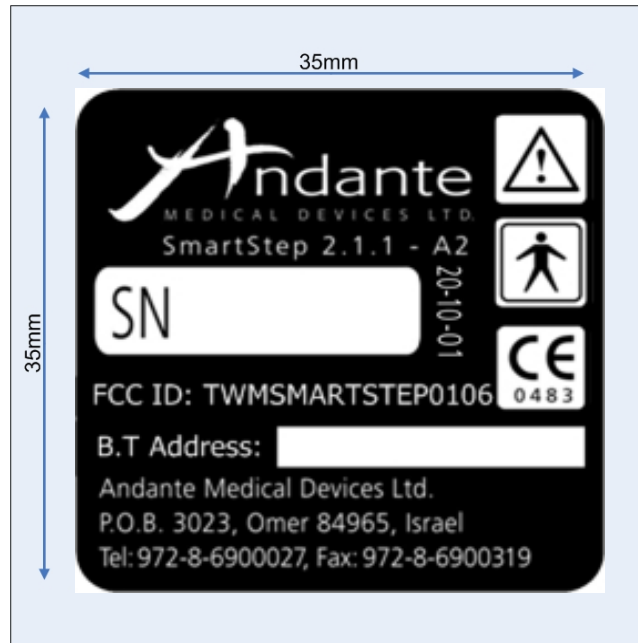 35mm
35mm
Andante
MEDICAL DEVICES LTD.
SmartStep 2.1.1 - A2
20-10-01
SN
CE
0483
FCC ID: TWMSMARTSTEP0106
B.T Address:
Andante Medical Devices Ltd.
P.O.B. 3023, Omer 84965, Israel
Tel: 972-8-6900027, Fax: 972-8-6900319